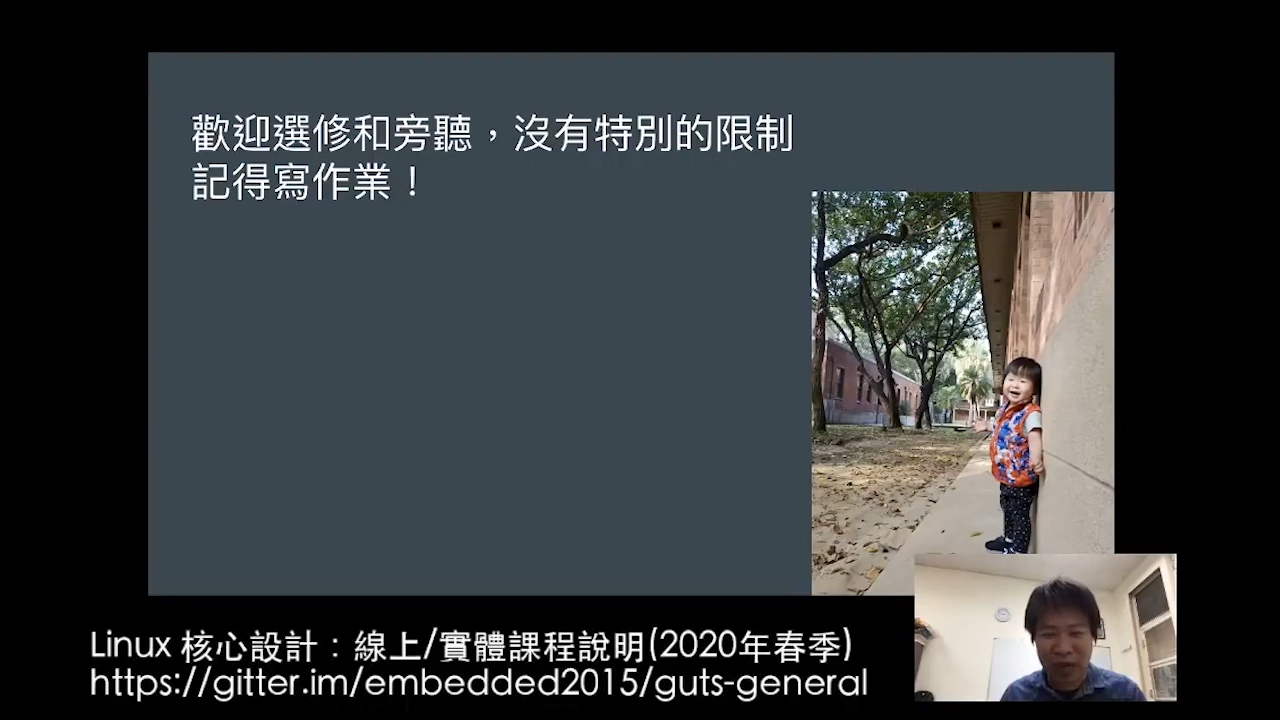 歡迎選修和旁聽，沒有特別的限制
記得寫作業！
Linux 核心設計：線上/實體課程說明(2020年春季)
https://gitter.im/embedded2015/guts-general